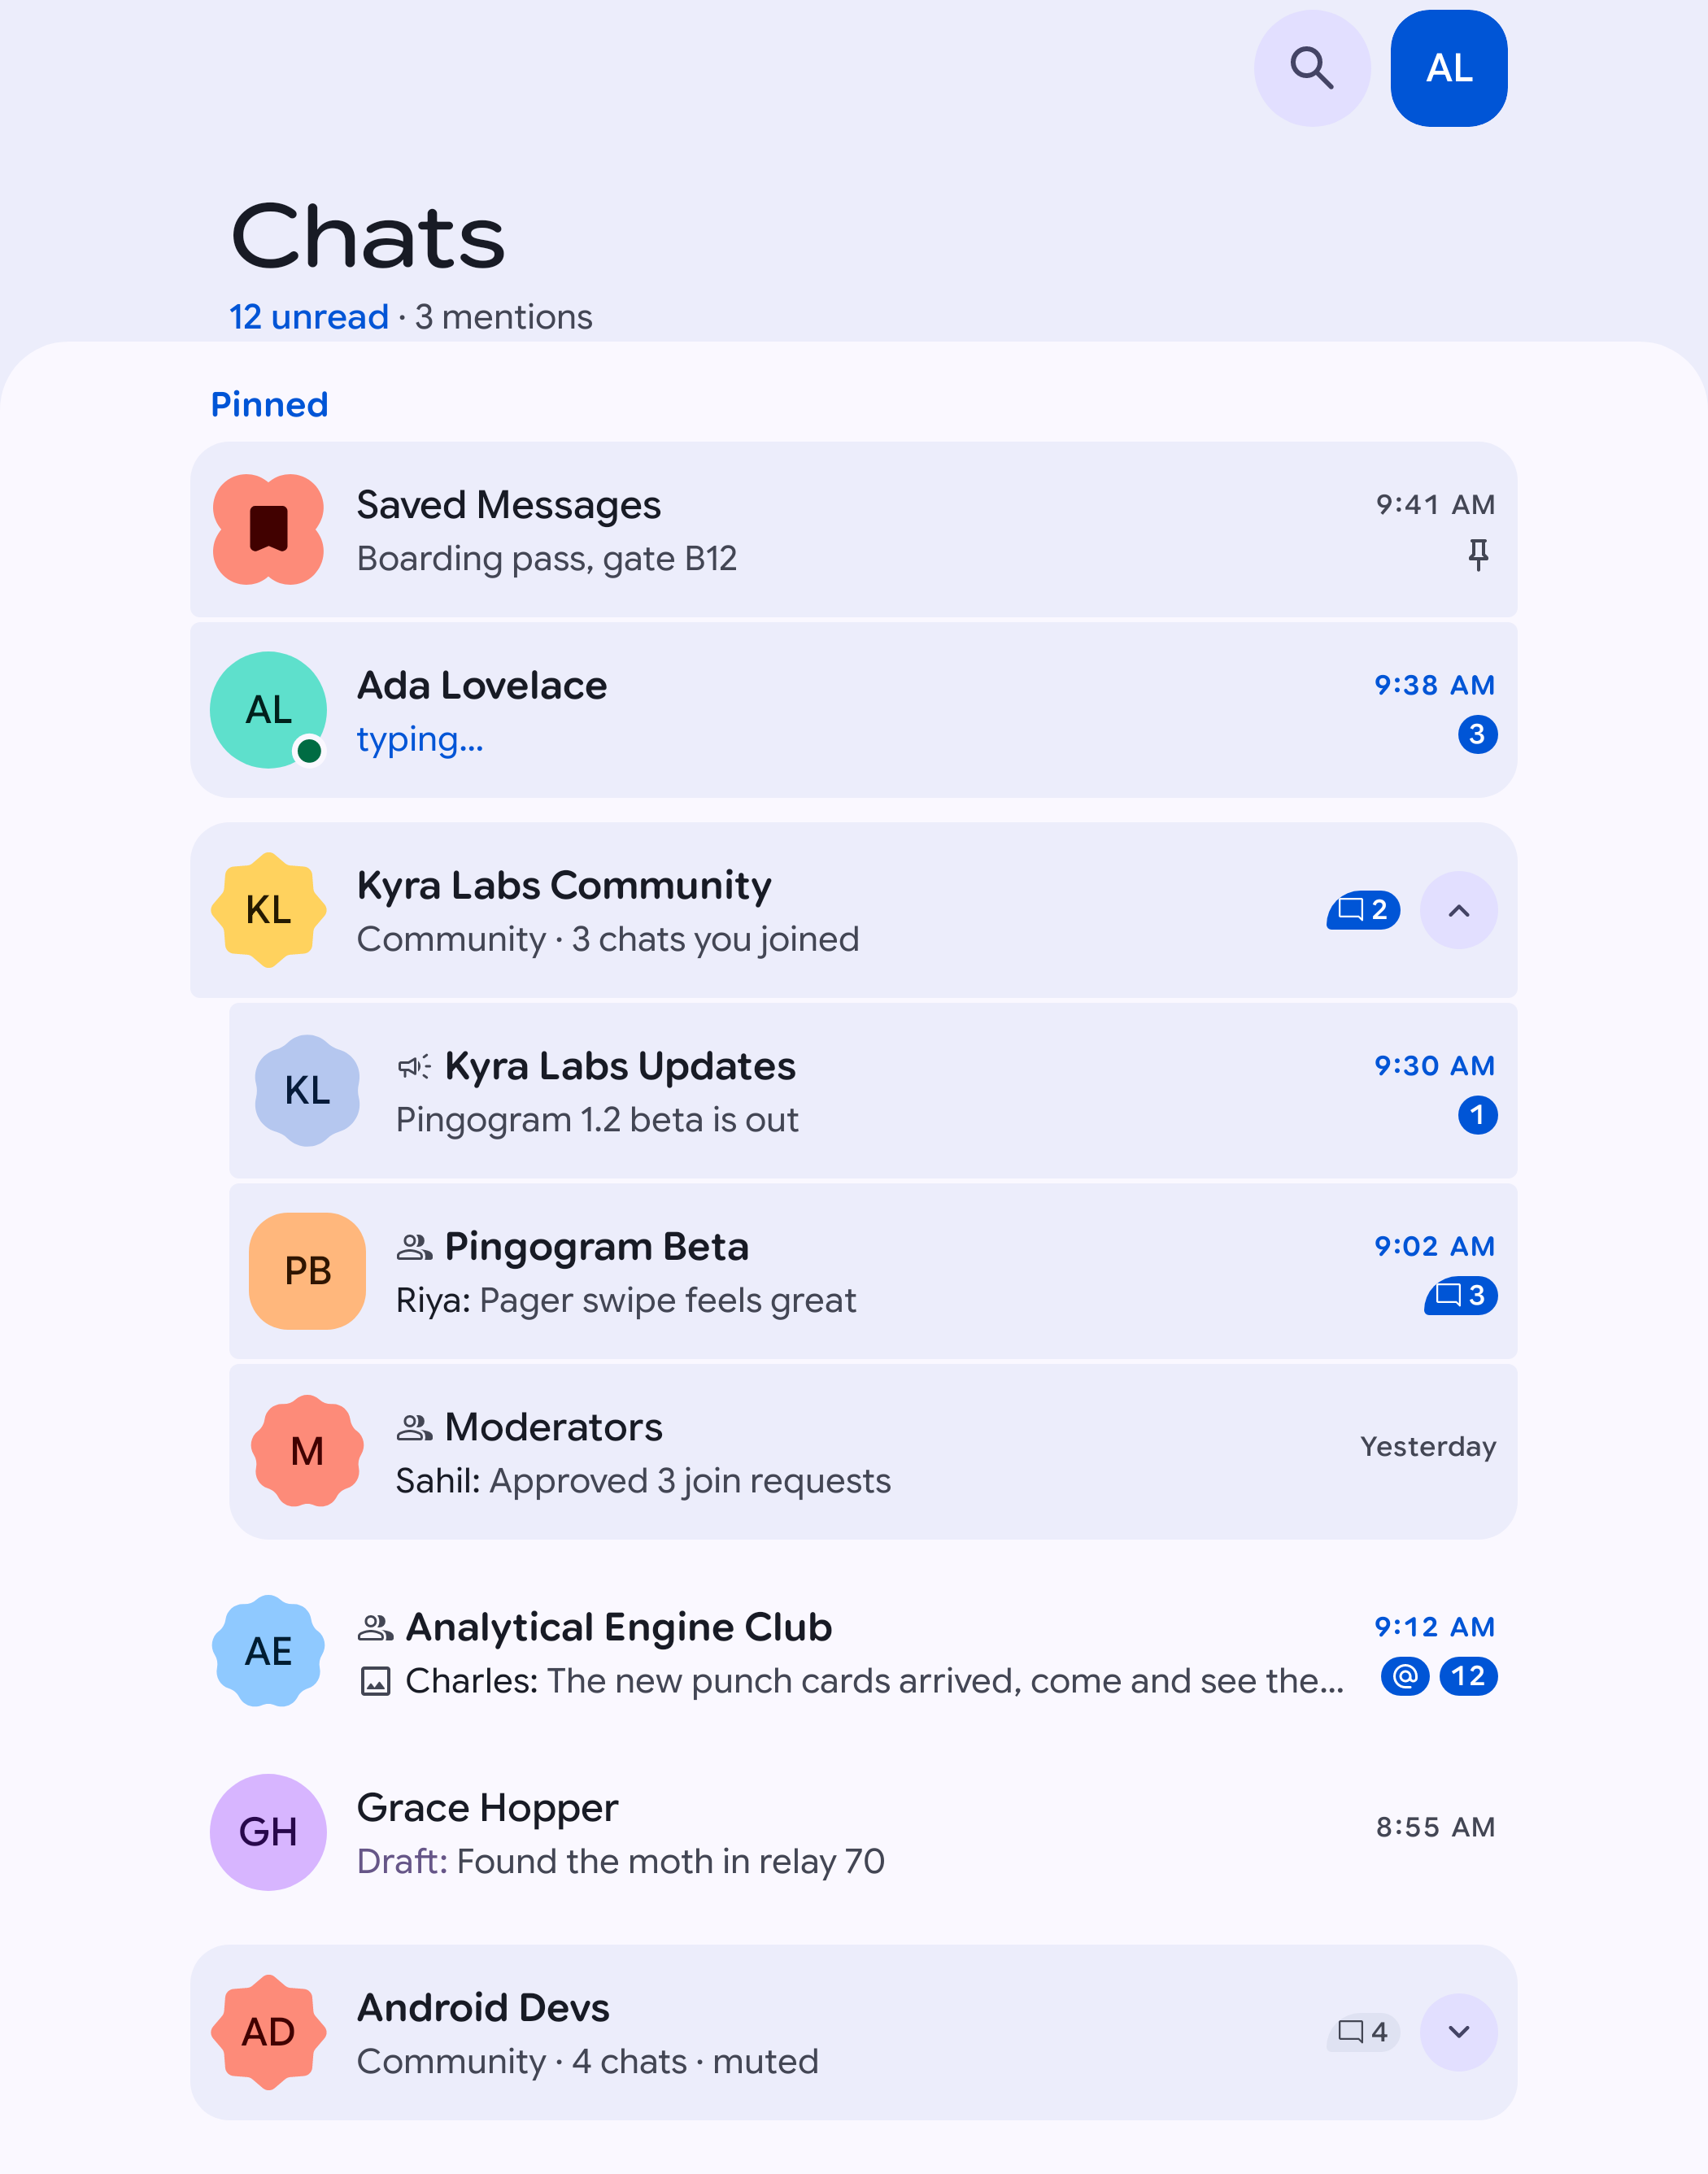 AL
Chats
12 unread · 3 mentions
Pinned
Saved Messages
9:41 AM
Boarding pass, gate B12
AL
Ada Lovelace
9:38 AM
typing...
3
KL
Kyra Labs Community
2
Community · 3 chats you joined
KL
Kyra Labs Updates
9:30 AM
Pingogram 1.2 beta is out
1
PB
Pingogram Beta
9:02 AM
Riya: Pager swipe feels great
3
M
Moderators
Yesterday
Sahil: Approved 3 join requests
AE
Analytical Engine Club
9:12 AM
Charles: The new punch cards arrived, come and see the...
@ 12
GH
Grace Hopper
8:55 AM
Draft: Found the moth in relay 70
AD
Android Devs
4
Community · 4 chats · muted